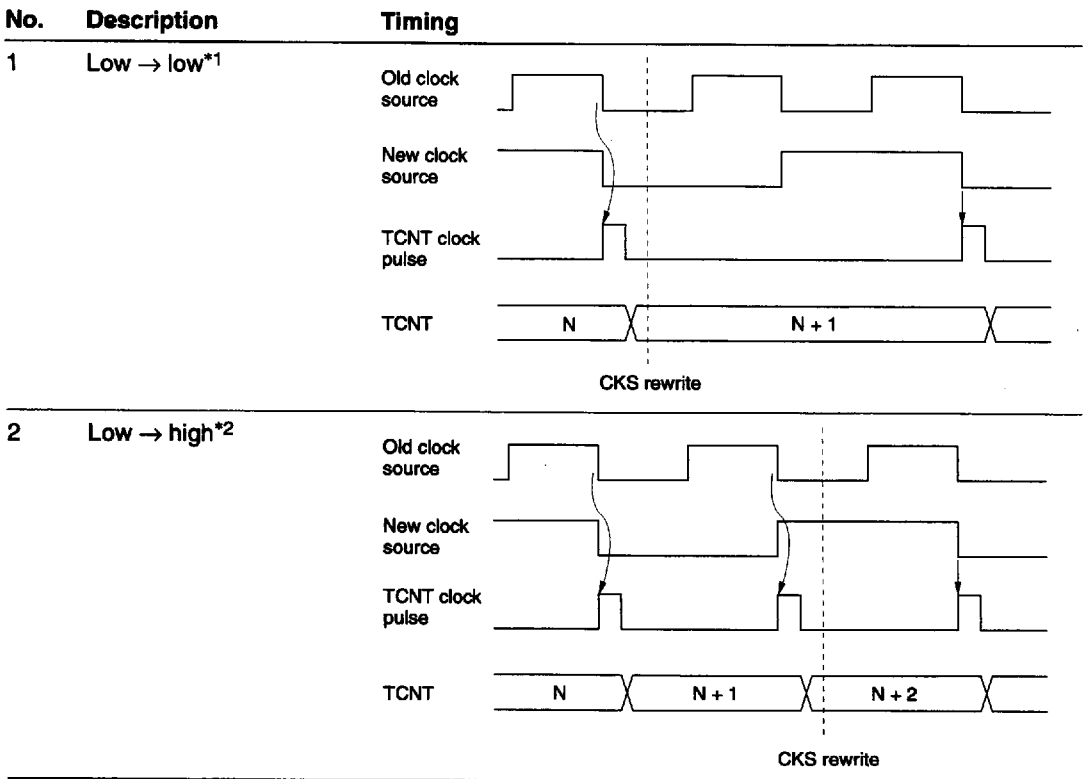 No. Description Timing
1 Low → low*1
Old clock
source
New clock
source
TCNT clock
pulse
TCNT N N + 1
CKS rewrite
2 Low → high*2
Old clock
source
New clock
source
TCNT clock
pulse
TCNT N N + 1 N + 2
CKS rewrite